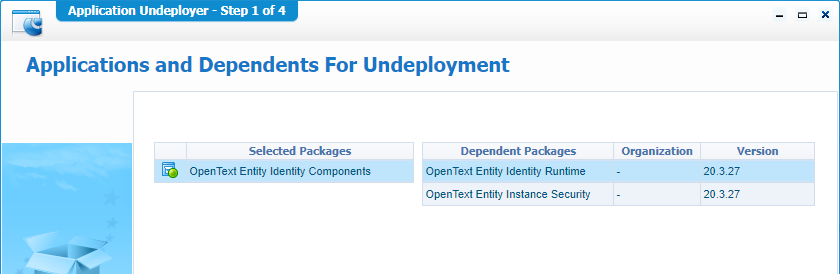 Application Undeployer - Step 1 of 4
Applications and Dependents For Undeployment
Selected Packages
OpenText Entity Identity Components
Dependent Packages Organization Version
OpenText Entity Identity Runtime - 20.3.27
OpenText Entity Instance Security - 20.3.27